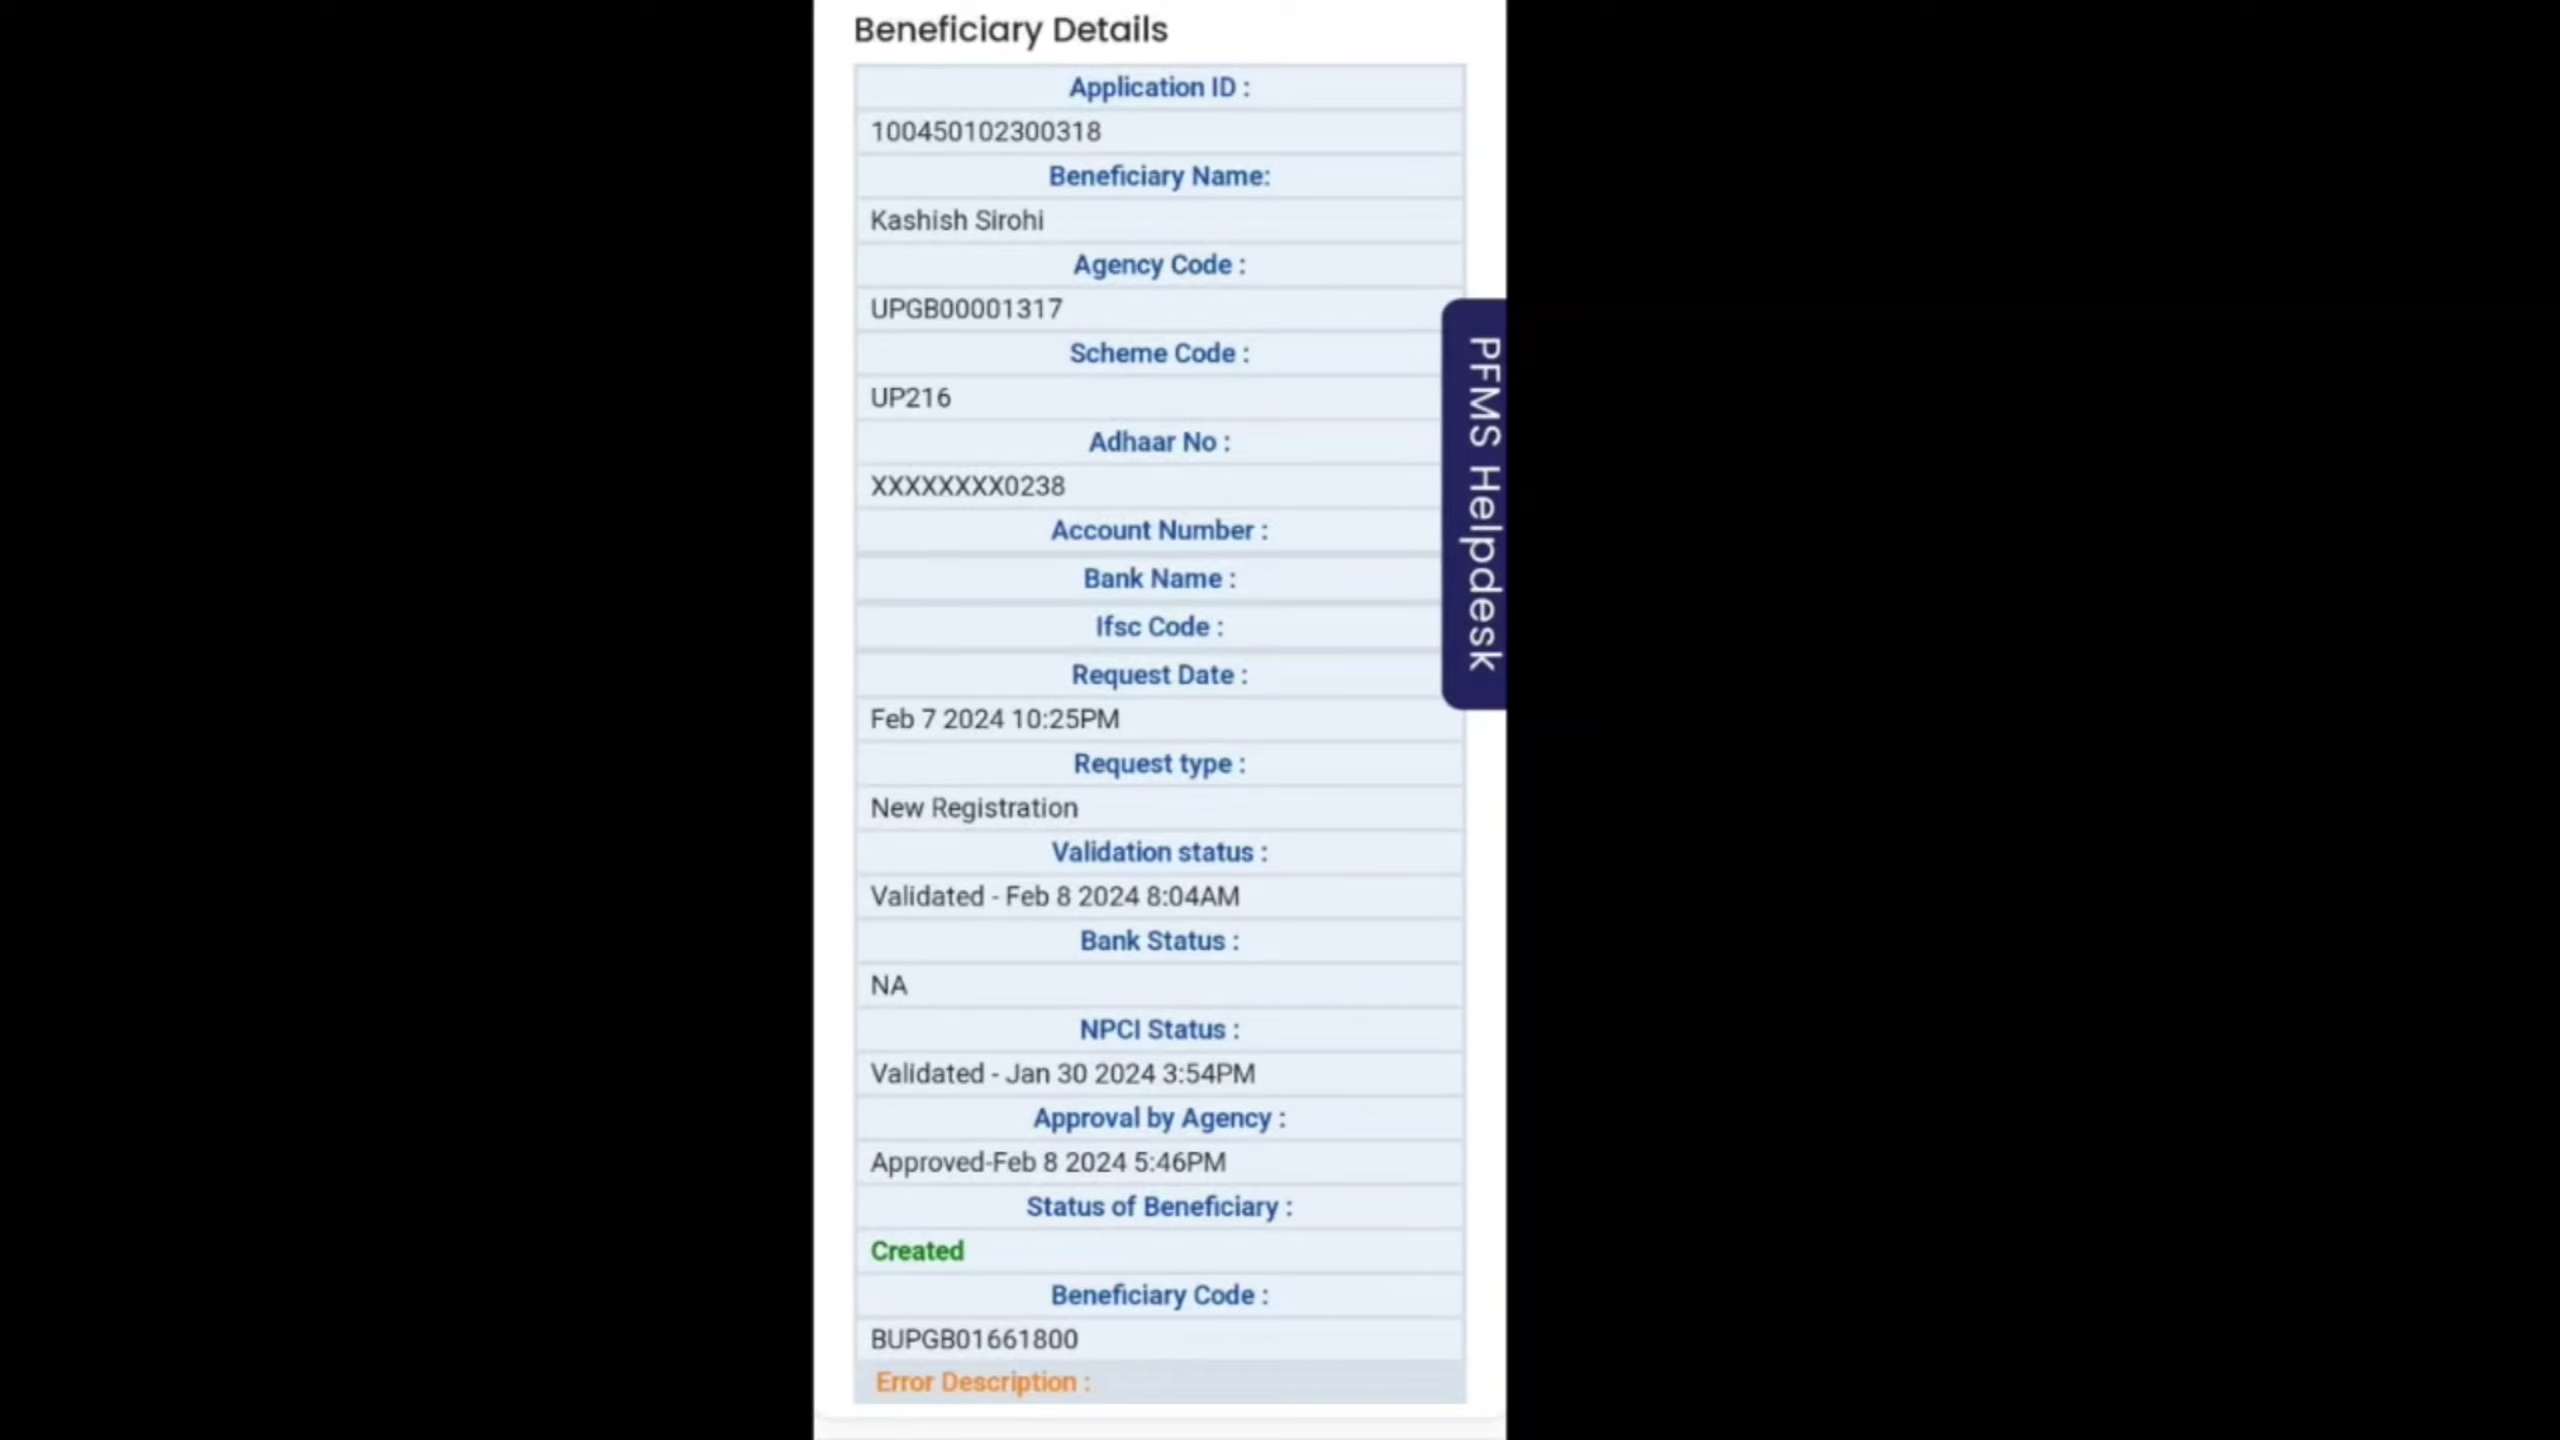 Beneficiary Details
Application ID :
100450102300318
Beneficiary Name:
Kashish Sirohi
Agency Code :
UPGB00001317
Scheme Code :
UP216
Adhaar No :
XXXXXXXX0238
Account Number :
Bank Name :
Ifsc Code :
Request Date :
Feb 7 2024 10:25PM
Request type :
New Registration
Validation status :
Validated - Feb 8 2024 8:04AM
Bank Status :
NA
NPCI Status :
Validated - Jan 30 2024 3:54PM
Approval by Agency :
Approved-Feb 8 2024 5:46PM
Status of Beneficiary :
Created
Beneficiary Code :
BUPGB01661800
Error Description :
PFMS Helpdesk